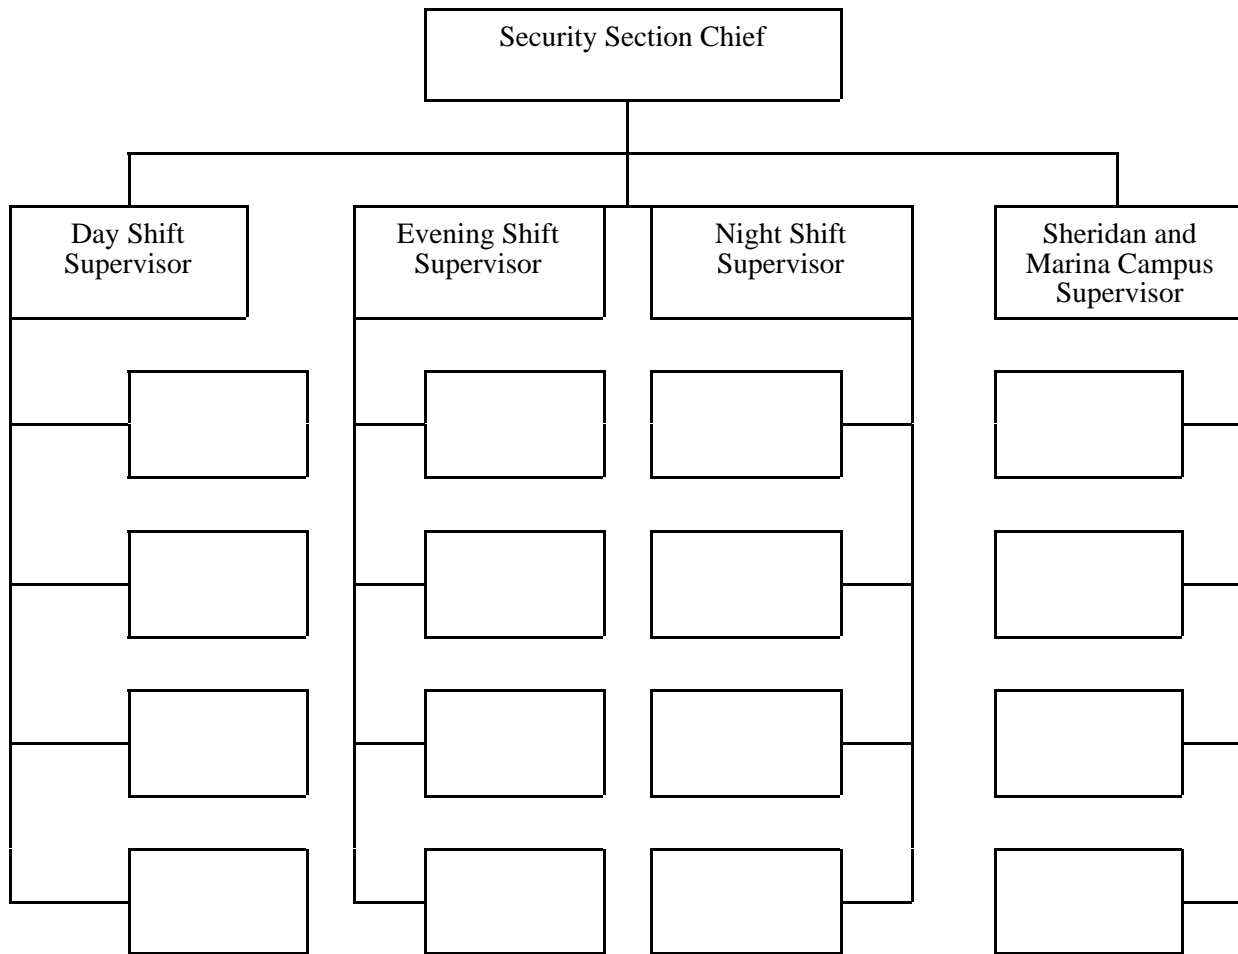 Security Section Chief
Day Shift
Supervisor
Evening Shift
Supervisor
Night Shift
Supervisor
Sheridan and
Marina Campus
Supervisor